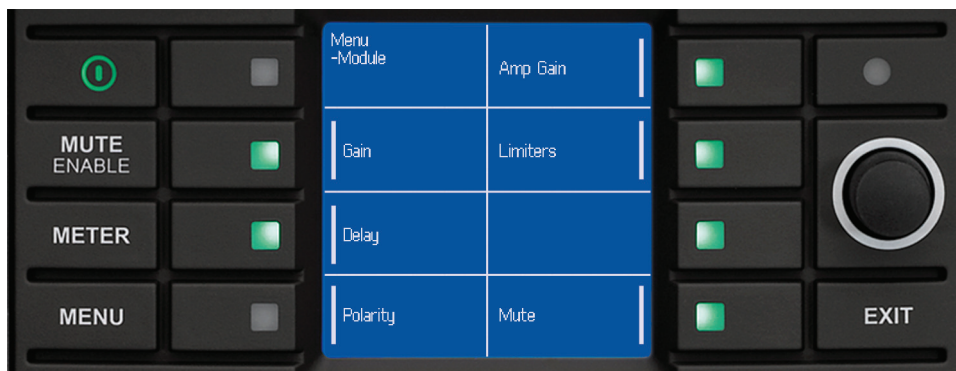 MUTE
ENABLE
METER
MENU
Menu
-Module
Amp Gain
Gain
Limiters
Delay
Polarity
Mute
EXIT